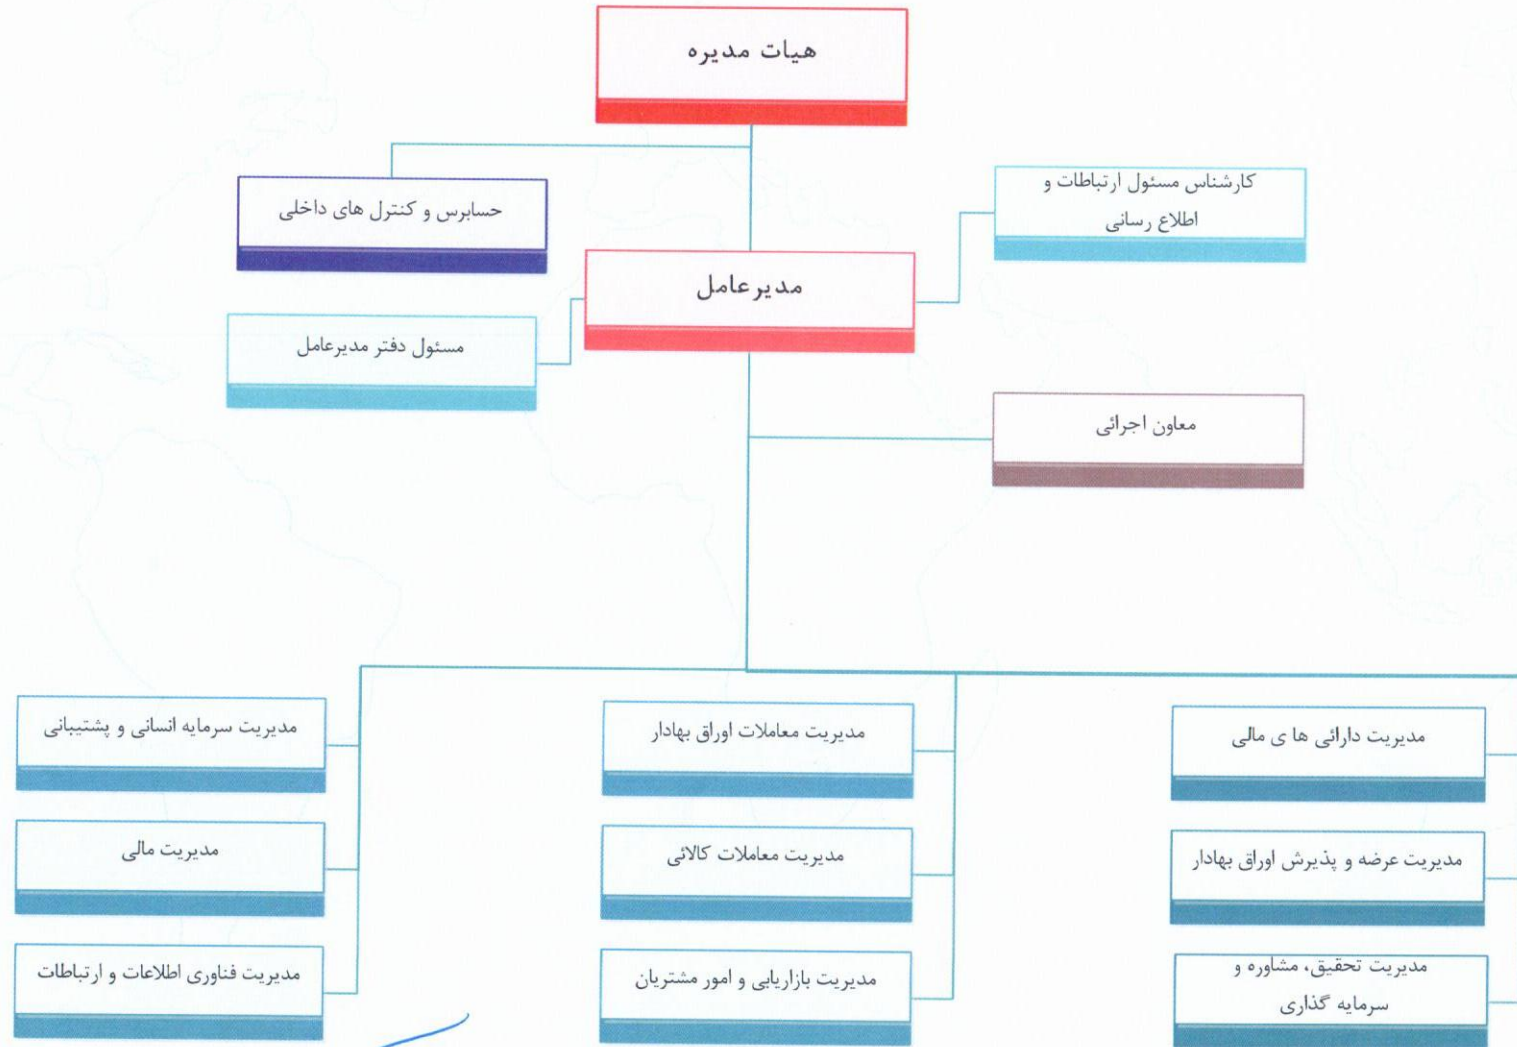 هیات مدیره
کارشناس مسئول ارتباطات و
اطلاع رسانی
حسابرس و کنترل های داخلی
مدیرعامل
مسئول دفتر مدیرعامل
معاون اجرائی
مدیریت دارائی ها ی مالی
مدیریت معاملات اوراق بهادار
مدیریت سرمایه انسانی و پشتیبانی
مدیریت عرضه و پذیرش اوراق بهادار
مدیریت معاملات کالائی
مدیریت مالی
مدیریت تحقیق، مشاوره و
سرمایه گذاری
مدیریت بازاریابی و امور مشتریان
مدیریت فناوری اطلاعات و ارتباطات